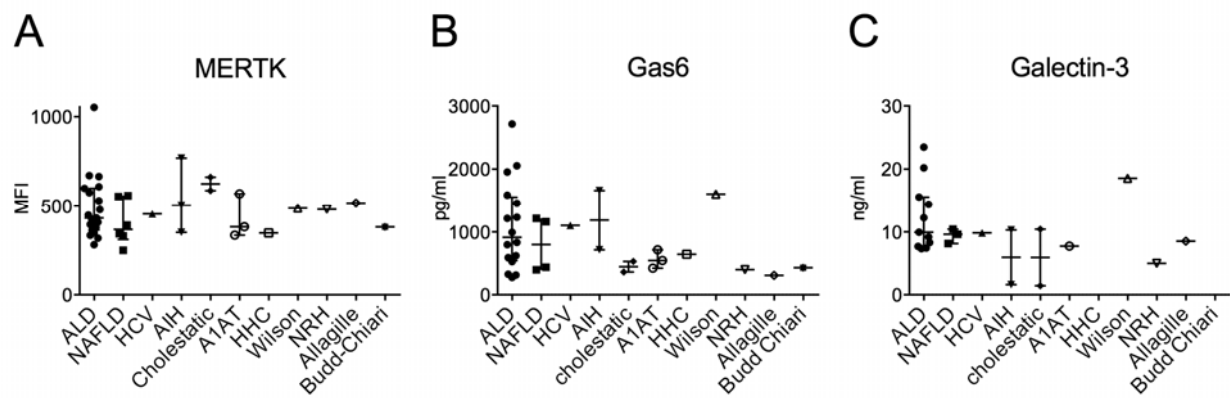 A
MERTK
MFI
1000
500
0
ALD
NAFLD
HCV
AIH
Cholestatic
A1AT
HHC
Wilson
NRH
Allagille
Budd-Chiari
B
Gas6
pg/ml
3000
2000
1000
0
ALD
NAFLD
HCV
AIH
cholestatic
A1AT
HHC
Wilson
NRH
Allagille
Budd Chiari
C
Galectin-3
ng/ml
30
20
10
0
ALD
NAFLD
HCV
AIH
cholestatic
A1AT
HHC
Wilson
NRH
Allagille
Budd Chiari